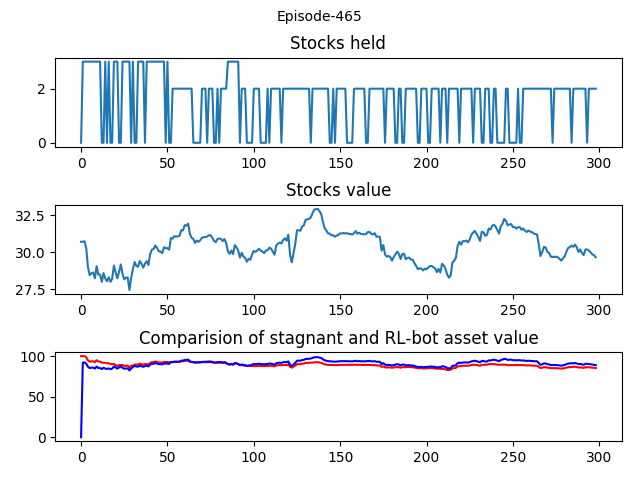 Episode-465
Stocks held
2
0
0 50 100 150 200 250 300
Stocks value
32.5
30.0
27.5
0 50 100 150 200 250 300
Comparision of stagnant and RL-bot asset value
100
50
0
0 50 100 150 200 250 300